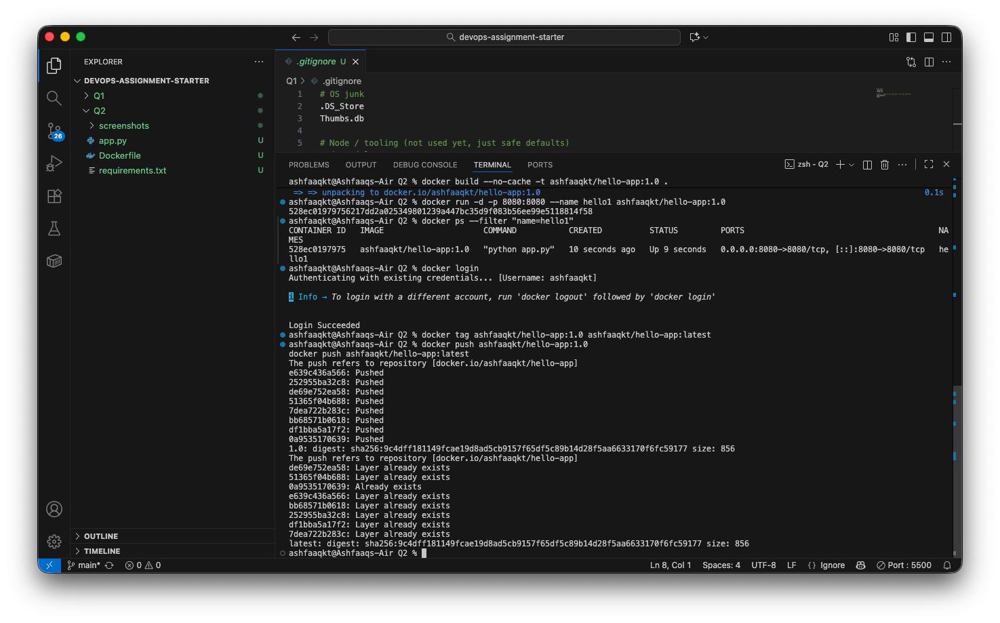 devops-assignment-starter
EXPLORER
DEVOPS-ASSIGNMENT-STARTER
Q1
Q2
screenshots
app.py U
Dockerfile U
requirements.txt U
OUTLINE
TIMELINE
26
.gitignore U
Q1 > .gitignore
1 # OS junk
2 .DS_Store
3 Thumbs.db
4
5 # Node / tooling (not used yet, just safe defaults)
PROBLEMS OUTPUT DEBUG CONSOLE TERMINAL PORTS
zsh - Q2
ashfaaqkt@Ashfaaqs-Air Q2 % docker build --no-cache -t ashfaaqkt/hello-app:1.0 .
=> => unpacking to docker.io/ashfaaqkt/hello-app:1.0 0.1s
ashfaaqkt@Ashfaaqs-Air Q2 % docker run -d -p 8080:8080 --name hello1 ashfaaqkt/hello-app:1.0
528ec01979756217dd2a025349801239a447bc35d9f083b56ee99e5118814f58
ashfaaqkt@Ashfaaqs-Air Q2 % docker ps --filter "name=hello1"
CONTAINER ID IMAGE COMMAND CREATED STATUS PORTS NA
MES
528ec0197975 ashfaaqkt/hello-app:1.0 "python app.py" 10 seconds ago Up 9 seconds 0.0.0.0:8080->8080/tcp, [::]:8080->8080/tcp he
llo1
ashfaaqkt@Ashfaaqs-Air Q2 % docker login
Authenticating with existing credentials... [Username: ashfaaqkt]
i Info → To login with a different account, run 'docker logout' followed by 'docker login'
Login Succeeded
ashfaaqkt@Ashfaaqs-Air Q2 % docker tag ashfaaqkt/hello-app:1.0 ashfaaqkt/hello-app:latest
ashfaaqkt@Ashfaaqs-Air Q2 % docker push ashfaaqkt/hello-app:1.0
docker push ashfaaqkt/hello-app:latest
The push refers to repository [docker.io/ashfaaqkt/hello-app]
e639c436a566: Pushed
252955ba32c8: Pushed
de69e752ea58: Pushed
51365f04b688: Pushed
7dea722b283c: Pushed
bb68571b0618: Pushed
df1bba5a17f2: Pushed
0a9535170639: Pushed
1.0: digest: sha256:9c4dff181149fcae19d8ad5cb9157f65df5c89b14d28f5aa6633170f6fc59177 size: 856
The push refers to repository [docker.io/ashfaaqkt/hello-app]
de69e752ea58: Layer already exists
51365f04b688: Layer already exists
0a9535170639: Already exists
e639c436a566: Layer already exists
bb68571b0618: Layer already exists
252955ba32c8: Layer already exists
df1bba5a17f2: Layer already exists
7dea722b283c: Layer already exists
latest: digest: sha256:9c4dff181149fcae19d8ad5cb9157f65df5c89b14d28f5aa6633170f6fc59177 size: 856
ashfaaqkt@Ashfaaqs-Air Q2 %
main* 0 0 Ln 8, Col 1 Spaces: 4 UTF-8 LF {} Ignore Port : 5500